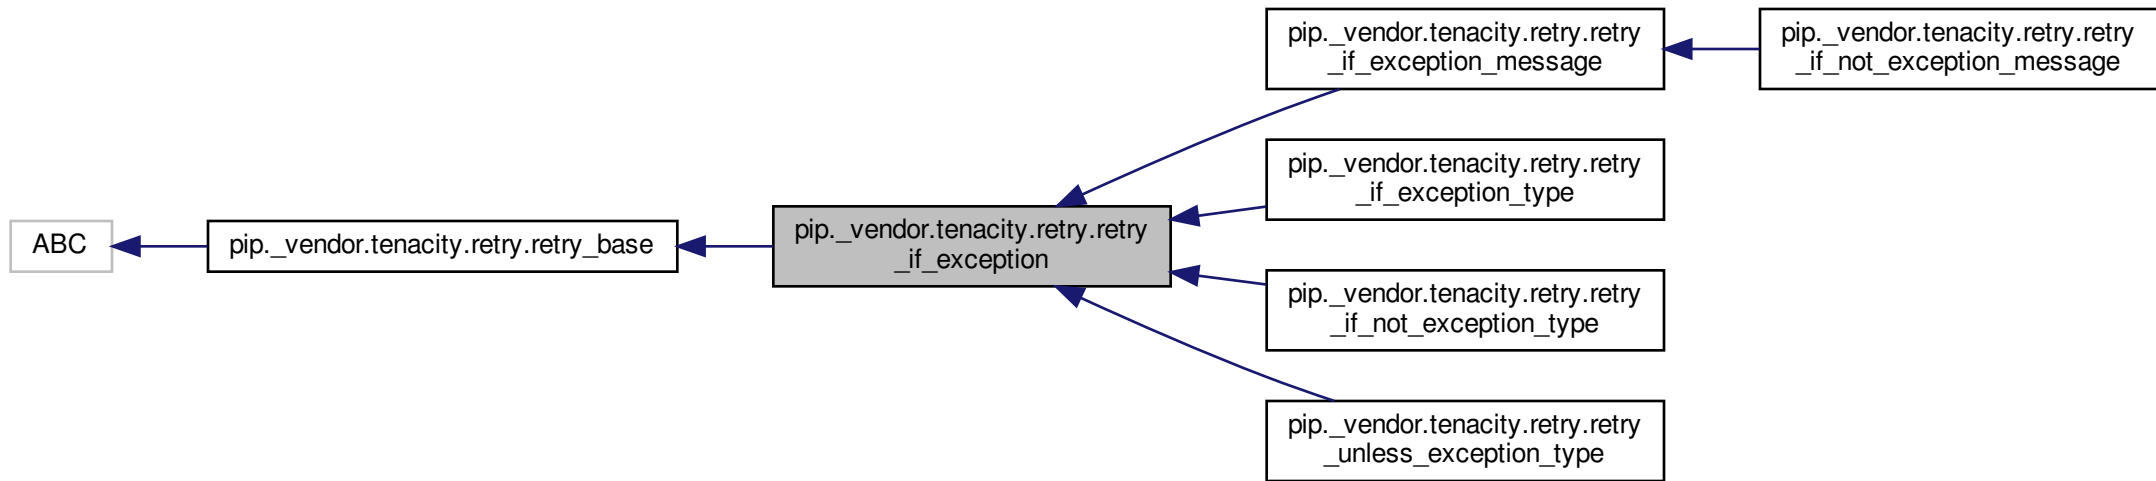 ABC
pip._vendor.tenacity.retry.retry_base
pip._vendor.tenacity.retry.retry
_if_exception
pip._vendor.tenacity.retry.retry
_if_exception_message
pip._vendor.tenacity.retry.retry
_if_not_exception_message
pip._vendor.tenacity.retry.retry
_if_exception_type
pip._vendor.tenacity.retry.retry
_if_not_exception_type
pip._vendor.tenacity.retry.retry
_unless_exception_type